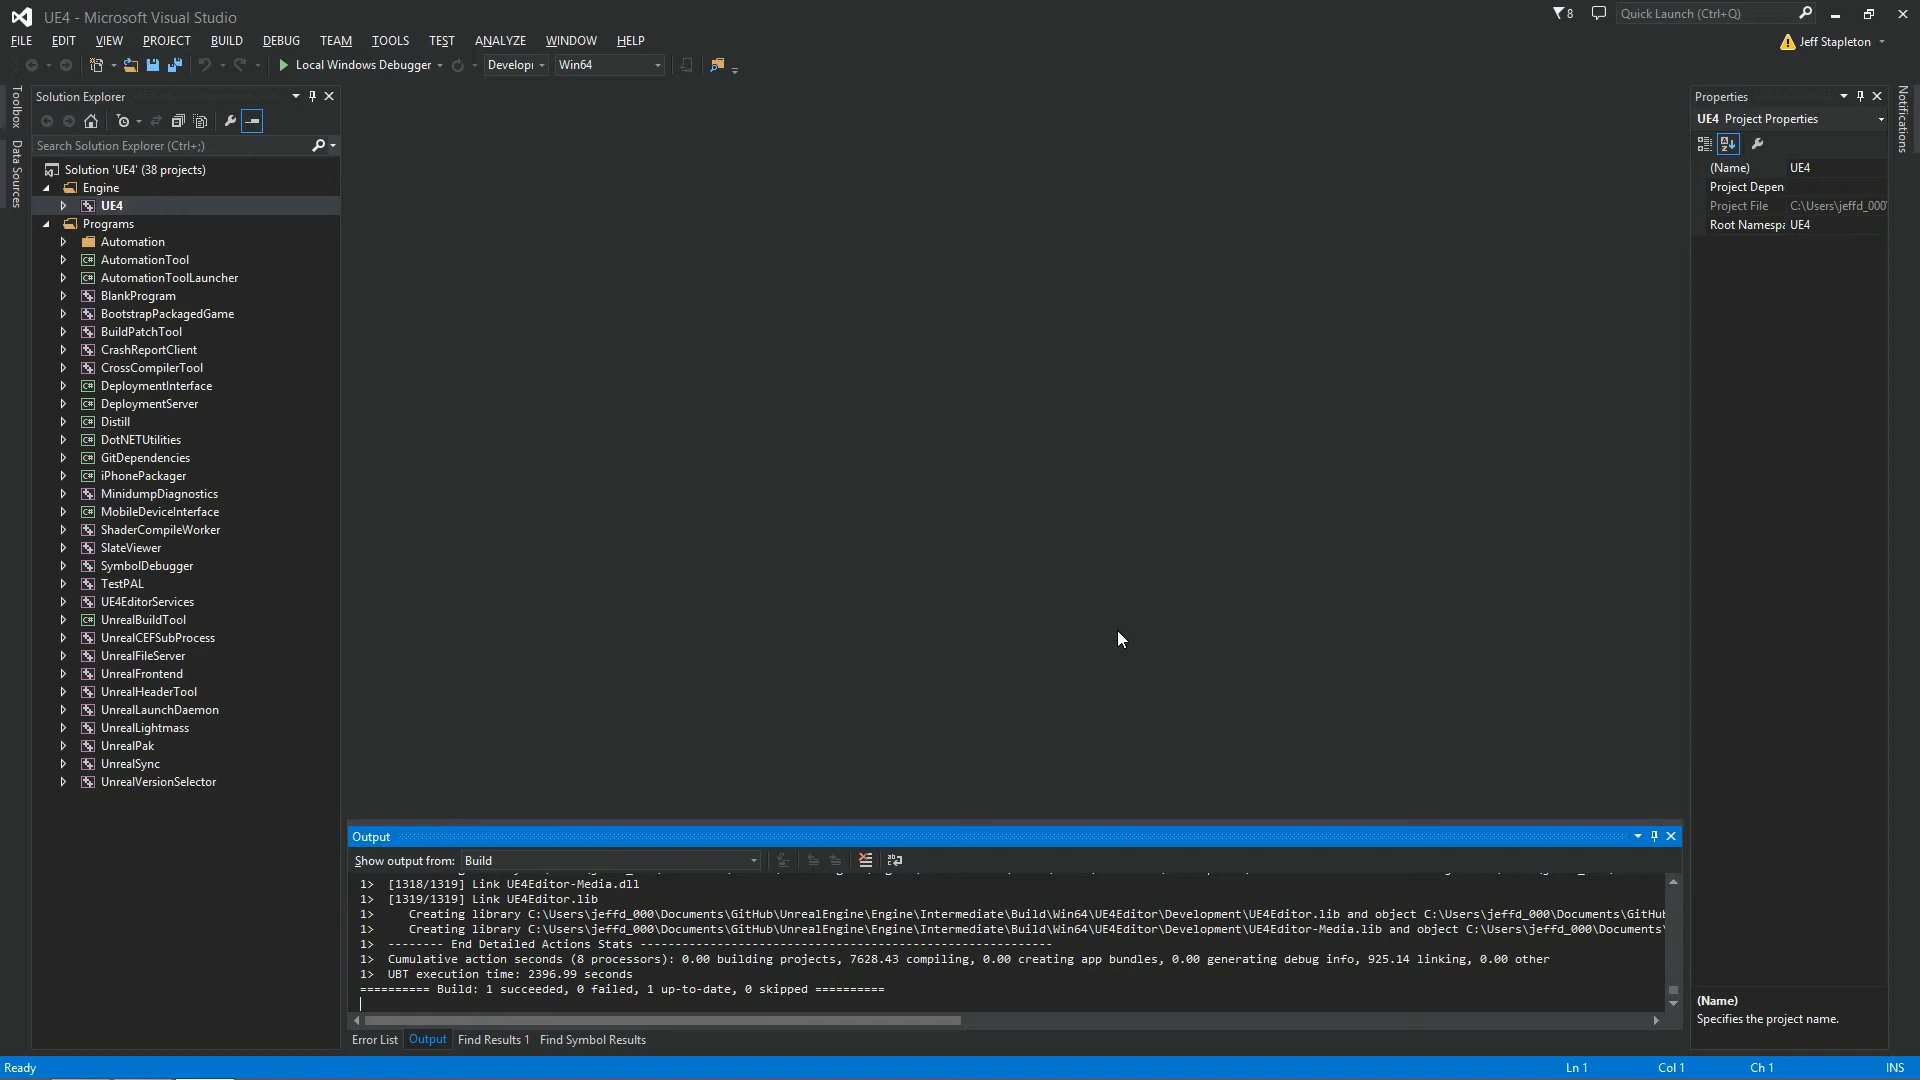 UE4 - Microsoft Visual Studio
8
Quick Launch (Ctrl+Q)
FILE EDIT VIEW PROJECT BUILD DEBUG TEAM TOOLS TEST ANALYZE WINDOW HELP
Jeff Stapleton
Local Windows Debugger
Develop
Win64
Toolbox
Data Sources
Solution Explorer
Search Solution Explorer (Ctrl+;)
Solution 'UE4' (38 projects)
Engine
UE4
Programs
Automation
AutomationTool
AutomationToolLauncher
BlankProgram
BootstrapPackagedGame
BuildPatchTool
CrashReportClient
CrossCompilerTool
DeploymentInterface
DeploymentServer
Distill
DotNETUtilities
GitDependencies
iPhonePackager
MinidumpDiagnostics
MobileDeviceInterface
ShaderCompileWorker
SlateViewer
SymbolDebugger
TestPAL
UE4EditorServices
UnrealBuildTool
UnrealCEFSubProcess
UnrealFileServer
UnrealFrontend
UnrealHeaderTool
UnrealLaunchDaemon
UnrealLightmass
UnrealPak
UnrealSync
UnrealVersionSelector
Output
Show output from: Build
1> [1318/1319] Link UE4Editor-Media.dll
1> [1319/1319] Link UE4Editor.lib
1> Creating library C:\Users\jeffd_000\Documents\GitHub\UnrealEngine\Engine\Intermediate\Build\Win64\UE4Editor\Development\UE4Editor.lib and object C:\Users\jeffd_000\Documents\GitHub
1> Creating library C:\Users\jeffd_000\Documents\GitHub\UnrealEngine\Engine\Intermediate\Build\Win64\UE4Editor\Development\UE4Editor-Media.lib and object C:\Users\jeffd_000\Documents\
1> -------- End Detailed Actions Stats -----------------------------------------------------------
1> Cumulative action seconds (8 processors): 0.00 building projects, 7628.43 compiling, 0.00 creating app bundles, 0.00 generating debug info, 925.14 linking, 0.00 other
1> UBT execution time: 2396.99 seconds
========== Build: 1 succeeded, 0 failed, 1 up-to-date, 0 skipped ==========
Error List Output Find Results 1 Find Symbol Results
Properties
UE4 Project Properties
(Name) UE4
Project Depen
Project File C:\Users\jeffd_000\
Root Namespa UE4
(Name)
Specifies the project name.
Notifications
Ready
Ln 1 Col 1 Ch 1 INS